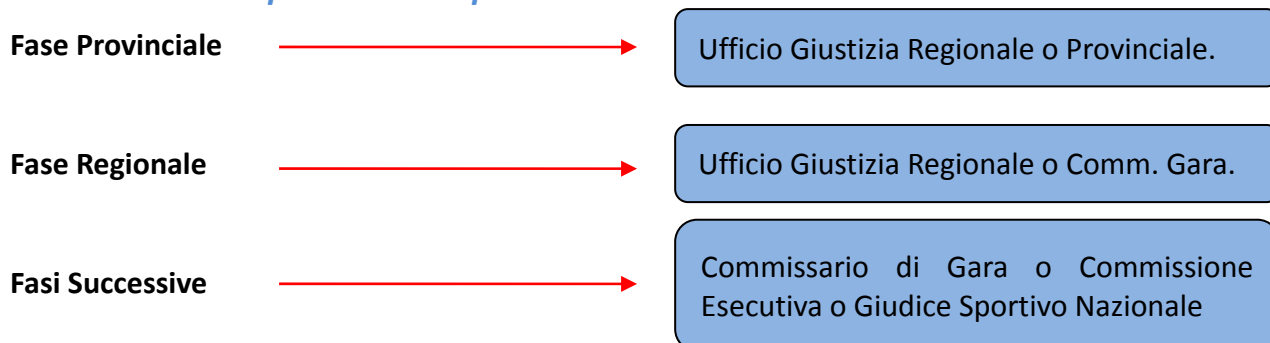 Fase Provinciale
Ufficio Giustizia Regionale o Provinciale.
Fase Regionale
Ufficio Giustizia Regionale o Comm. Gara.
Fasi Successive
Commissario di Gara o Commissione
Esecutiva o Giudice Sportivo Nazionale